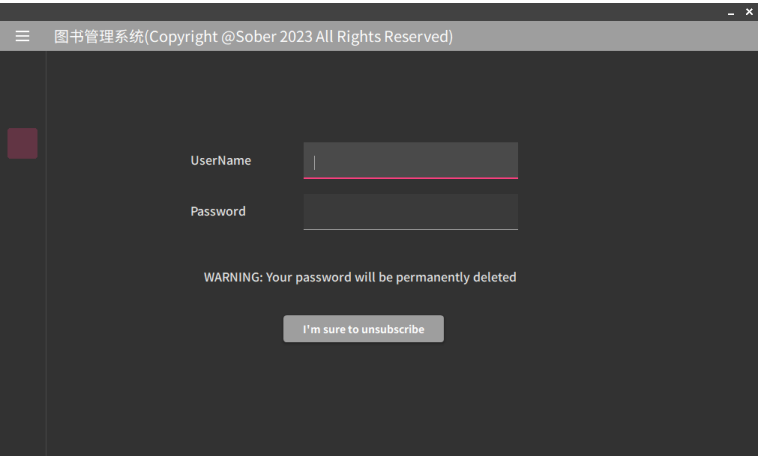 图书管理系统(Copyright @Sober 2023 All Rights Reserved)
UserName
Password
WARNING: Your password will be permanently deleted
I'm sure to unsubscribe